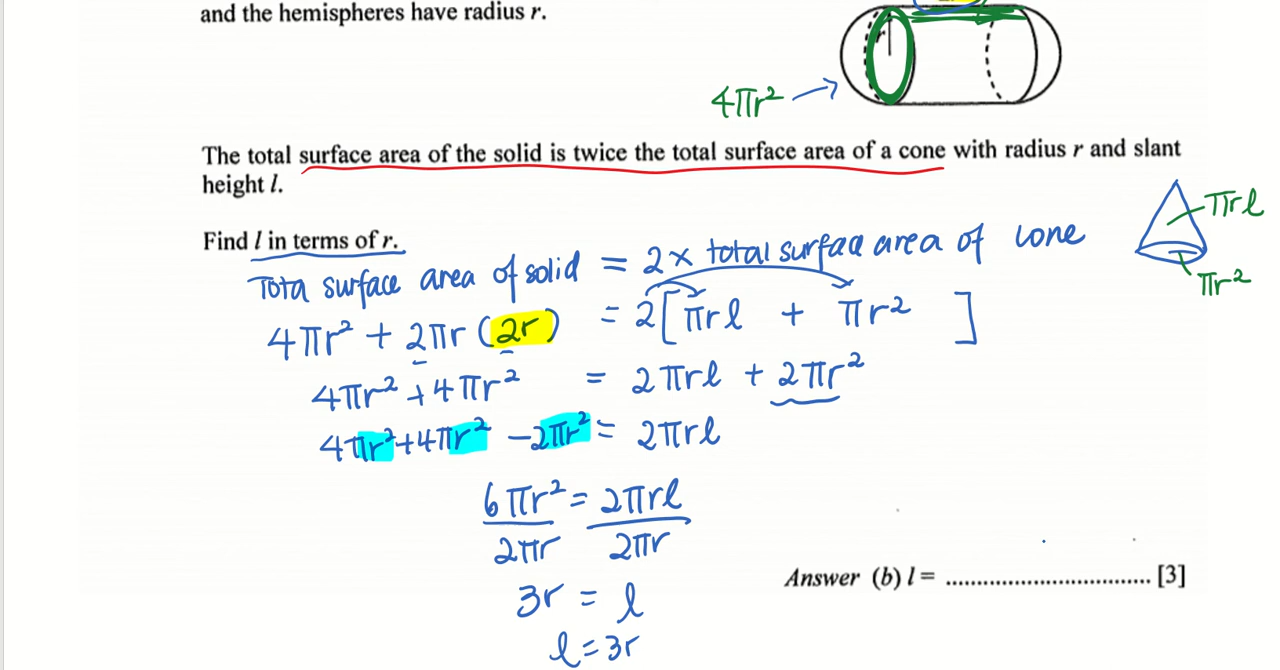 and the hemispheres have radius r.
r
4πr²
The total surface area of the solid is twice the total surface area of a cone with radius r and slant
height l.
πrl
πr²
Find l in terms of r.
Tota surface area of solid = 2 × total surface area of cone
4πr² + 2πr (2r) = 2[πrl + πr²]
4πr² + 4πr² = 2πrl + 2πr²
4πr² + 4πr² − 2πr² = 2πrl
6πr² = 2πrl
2πr 2πr
3r = l
l = 3r
Answer (b) l = .................................. [3]